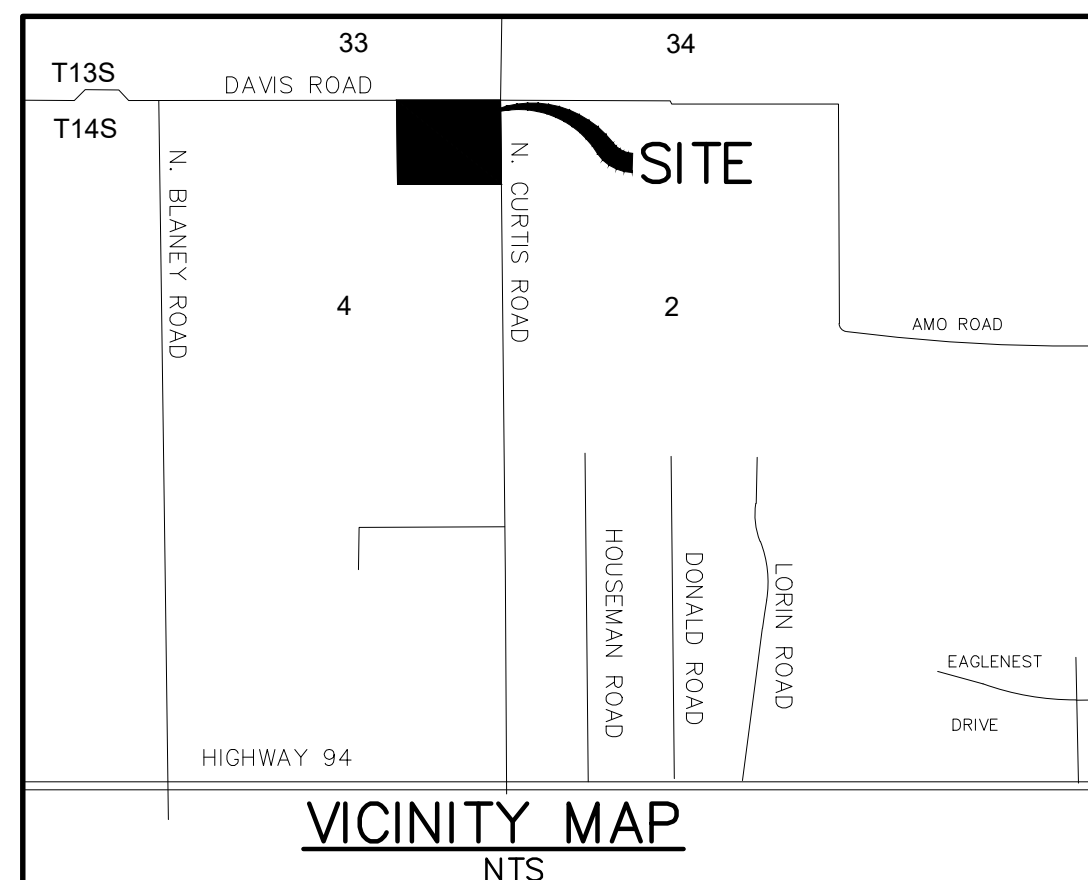 33
34
T13S
DAVIS ROAD
T14S
SITE
N. BLANEY ROAD
N. CURTIS ROAD
4
2
AMO ROAD
HOUSEMAN ROAD
DONALD ROAD
LORIN ROAD
EAGLENEST
DRIVE
HIGHWAY 94
VICINITY MAP
NTS